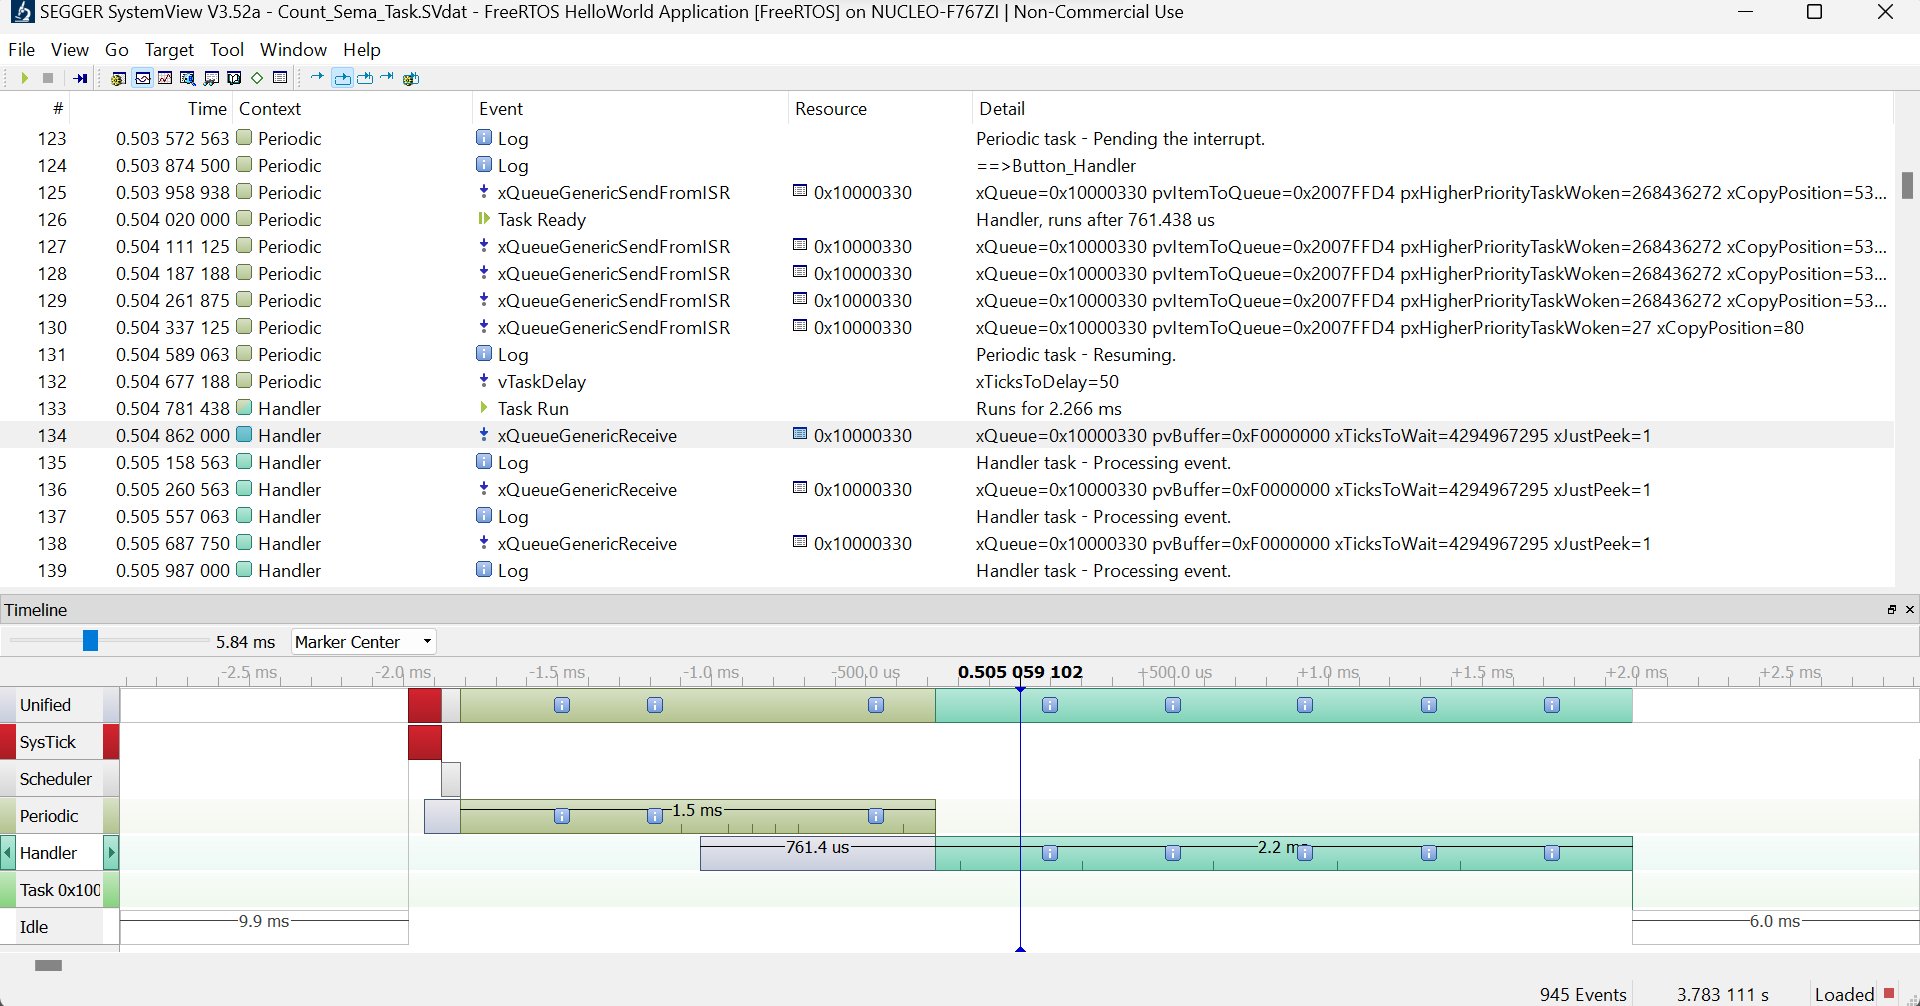 SEGGER SystemView V3.52a - Count_Sema_Task.SVdat - FreeRTOS HelloWorld Application [FreeRTOS] on NUCLEO-F767ZI | Non-Commercial Use
File View Go Target Tool Window Help
# Time Context Event Resource Detail
123 0.503 572 563 Periodic Log Periodic task - Pending the interrupt.
124 0.503 874 500 Periodic Log ==>Button_Handler
125 0.503 958 938 Periodic xQueueGenericSendFromISR 0x10000330 xQueue=0x10000330 pvItemToQueue=0x2007FFD4 pxHigherPriorityTaskWoken=268436272 xCopyPosition=53...
126 0.504 020 000 Periodic Task Ready Handler, runs after 761.438 us
127 0.504 111 125 Periodic xQueueGenericSendFromISR 0x10000330 xQueue=0x10000330 pvItemToQueue=0x2007FFD4 pxHigherPriorityTaskWoken=268436272 xCopyPosition=53...
128 0.504 187 188 Periodic xQueueGenericSendFromISR 0x10000330 xQueue=0x10000330 pvItemToQueue=0x2007FFD4 pxHigherPriorityTaskWoken=268436272 xCopyPosition=53...
129 0.504 261 875 Periodic xQueueGenericSendFromISR 0x10000330 xQueue=0x10000330 pvItemToQueue=0x2007FFD4 pxHigherPriorityTaskWoken=268436272 xCopyPosition=53...
130 0.504 337 125 Periodic xQueueGenericSendFromISR 0x10000330 xQueue=0x10000330 pvItemToQueue=0x2007FFD4 pxHigherPriorityTaskWoken=27 xCopyPosition=80
131 0.504 589 063 Periodic Log Periodic task - Resuming.
132 0.504 677 188 Periodic vTaskDelay xTicksToDelay=50
133 0.504 781 438 Handler Task Run Runs for 2.266 ms
134 0.504 862 000 Handler xQueueGenericReceive 0x10000330 xQueue=0x10000330 pvBuffer=0xF0000000 xTicksToWait=4294967295 xJustPeek=1
135 0.505 158 563 Handler Log Handler task - Processing event.
136 0.505 260 563 Handler xQueueGenericReceive 0x10000330 xQueue=0x10000330 pvBuffer=0xF0000000 xTicksToWait=4294967295 xJustPeek=1
137 0.505 557 063 Handler Log Handler task - Processing event.
138 0.505 687 750 Handler xQueueGenericReceive 0x10000330 xQueue=0x10000330 pvBuffer=0xF0000000 xTicksToWait=4294967295 xJustPeek=1
139 0.505 987 000 Handler Log Handler task - Processing event.
Timeline
5.84 ms Marker Center
-2.5 ms -2.0 ms -1.5 ms -1.0 ms -500.0 us 0.505 059 102 +500.0 us +1.0 ms +1.5 ms +2.0 ms +2.5 ms
Unified
SysTick
Scheduler
Periodic 1.5 ms
Handler 761.4 us 2.2 ms
Task 0x100
Idle 9.9 ms 6.0 ms
945 Events 3.783 111 s Loaded